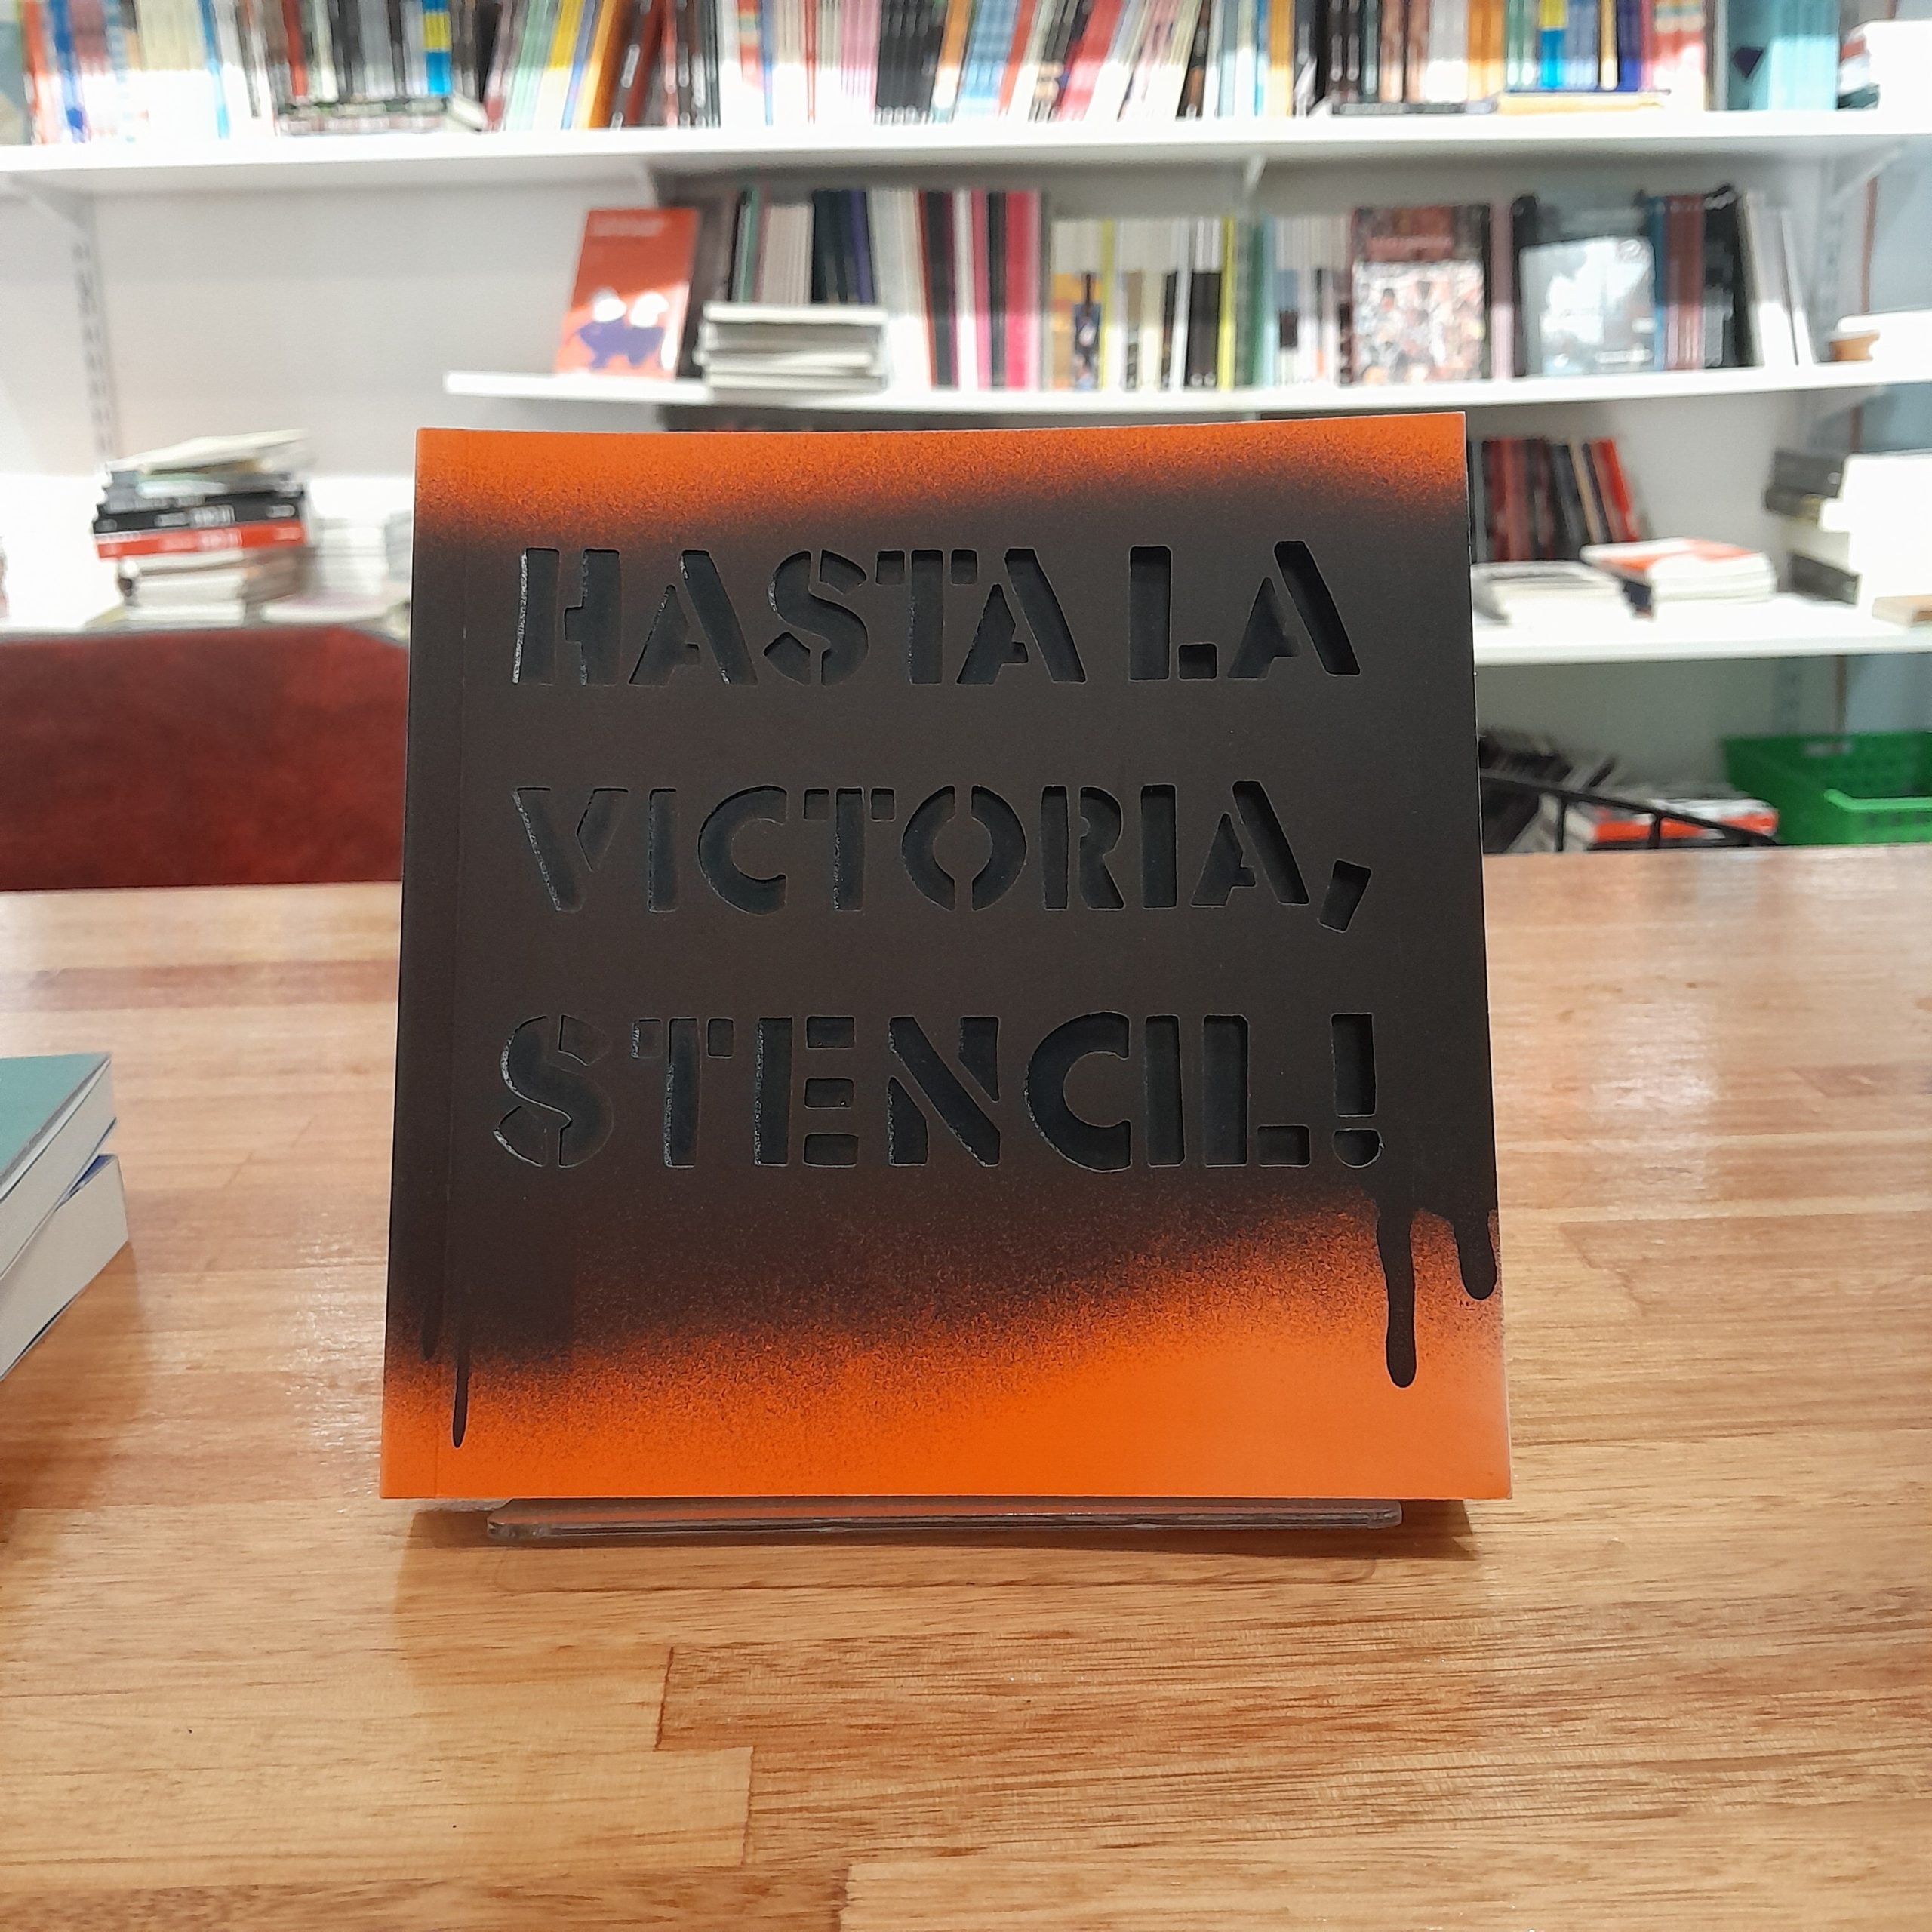 HASTA LA
VICTORIA,
STENCIL!